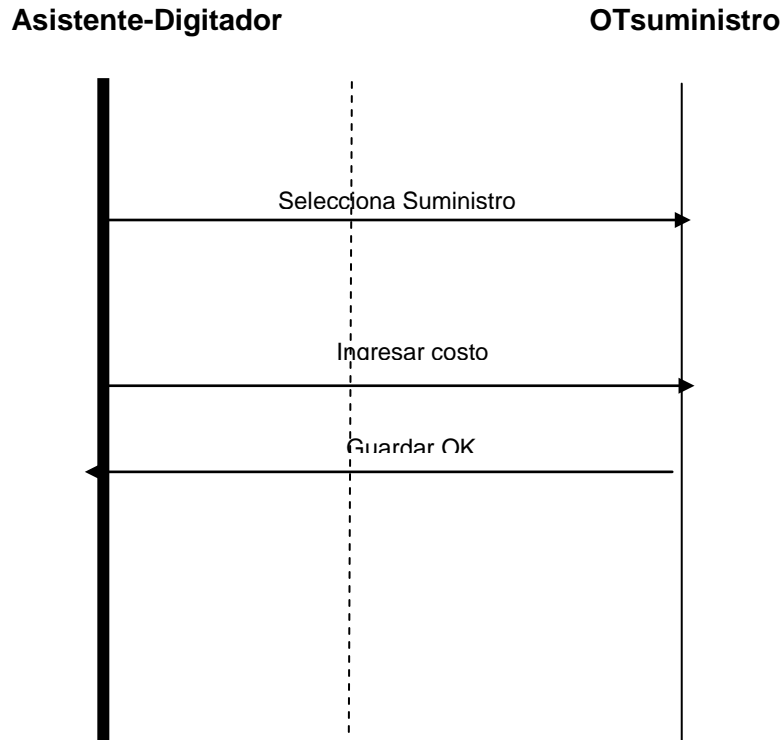 Asistente-Digitador OTsuministro
Selecciona Suministro
Ingresar costo
Guardar OK